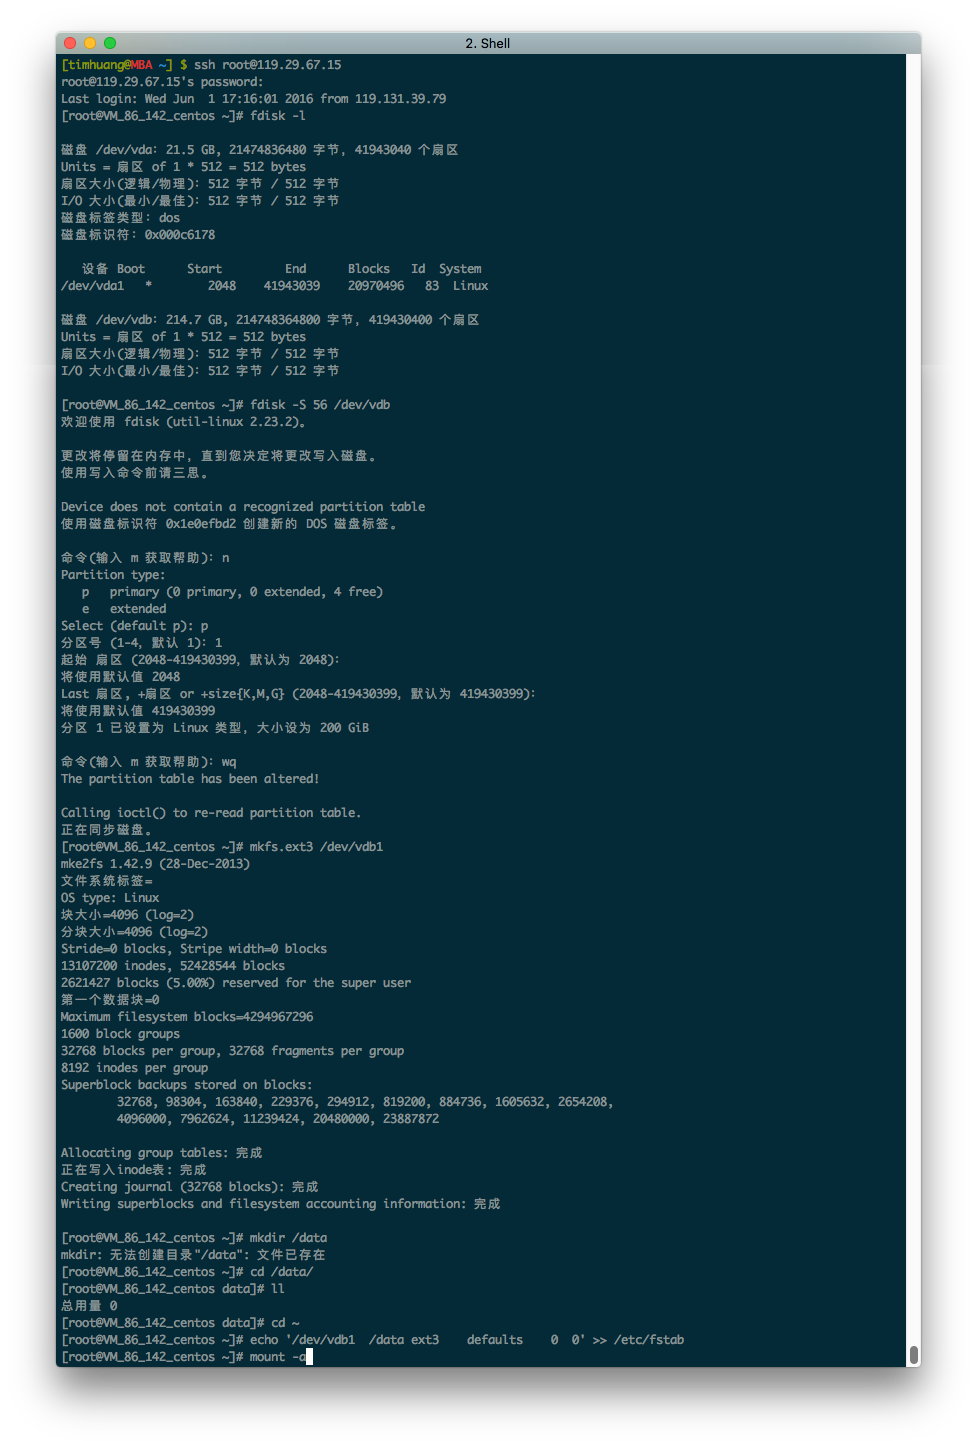 2. Shell
[timhuang@MBA ~] $ ssh root@119.29.67.15
root@119.29.67.15's password:
Last login: Wed Jun  1 17:16:01 2016 from 119.131.39.79
[root@VM_86_142_centos ~]# fdisk -l

磁盘 /dev/vda：21.5 GB, 21474836480 字节，41943040 个扇区
Units = 扇区 of 1 * 512 = 512 bytes
扇区大小(逻辑/物理)：512 字节 / 512 字节
I/O 大小(最小/最佳)：512 字节 / 512 字节
磁盘标签类型：dos
磁盘标识符：0x000c6178

   设备 Boot      Start         End      Blocks   Id  System
/dev/vda1   *        2048    41943039    20970496   83  Linux

磁盘 /dev/vdb：214.7 GB, 214748364800 字节，419430400 个扇区
Units = 扇区 of 1 * 512 = 512 bytes
扇区大小(逻辑/物理)：512 字节 / 512 字节
I/O 大小(最小/最佳)：512 字节 / 512 字节

[root@VM_86_142_centos ~]# fdisk -S 56 /dev/vdb
欢迎使用 fdisk (util-linux 2.23.2)。

更改将停留在内存中，直到您决定将更改写入磁盘。
使用写入命令前请三思。

Device does not contain a recognized partition table
使用磁盘标识符 0x1e0efbd2 创建新的 DOS 磁盘标签。

命令(输入 m 获取帮助)：n
Partition type:
   p   primary (0 primary, 0 extended, 4 free)
   e   extended
Select (default p): p
分区号 (1-4，默认 1)：1
起始 扇区 (2048-419430399，默认为 2048)：
将使用默认值 2048
Last 扇区, +扇区 or +size{K,M,G} (2048-419430399，默认为 419430399)：
将使用默认值 419430399
分区 1 已设置为 Linux 类型，大小设为 200 GiB

命令(输入 m 获取帮助)：wq
The partition table has been altered!

Calling ioctl() to re-read partition table.
正在同步磁盘。
[root@VM_86_142_centos ~]# mkfs.ext3 /dev/vdb1
mke2fs 1.42.9 (28-Dec-2013)
文件系统标签=
OS type: Linux
块大小=4096 (log=2)
分块大小=4096 (log=2)
Stride=0 blocks, Stripe width=0 blocks
13107200 inodes, 52428544 blocks
2621427 blocks (5.00%) reserved for the super user
第一个数据块=0
Maximum filesystem blocks=4294967296
1600 block groups
32768 blocks per group, 32768 fragments per group
8192 inodes per group
Superblock backups stored on blocks:
        32768, 98304, 163840, 229376, 294912, 819200, 884736, 1605632, 2654208,
        4096000, 7962624, 11239424, 20480000, 23887872

Allocating group tables: 完成
正在写入inode表: 完成
Creating journal (32768 blocks): 完成
Writing superblocks and filesystem accounting information: 完成

[root@VM_86_142_centos ~]# mkdir /data
mkdir: 无法创建目录"/data": 文件已存在
[root@VM_86_142_centos ~]# cd /data/
[root@VM_86_142_centos data]# ll
总用量 0
[root@VM_86_142_centos data]# cd ~
[root@VM_86_142_centos ~]# echo '/dev/vdb1  /data ext3    defaults    0  0' >> /etc/fstab
[root@VM_86_142_centos ~]# mount -a